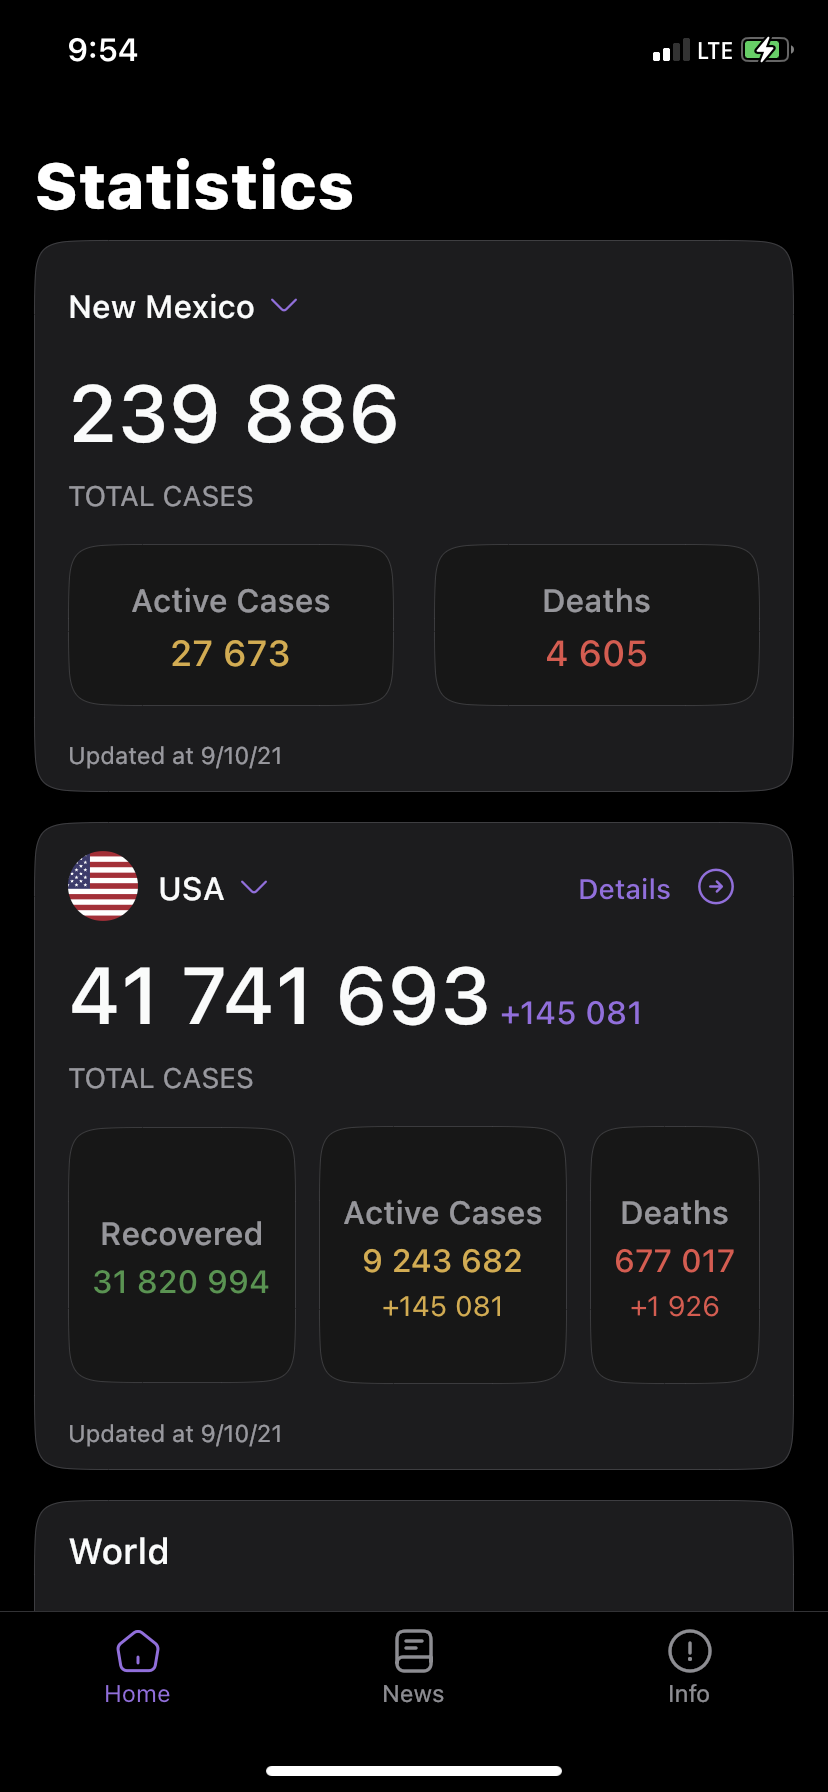 9:54
LTE
Statistics
New Mexico
239 886
TOTAL CASES
Active Cases
27 673
Deaths
4 605
Updated at 9/10/21
USA
Details
41 741 693 +145 081
TOTAL CASES
Recovered
31 820 994
Active Cases
9 243 682
+145 081
Deaths
677 017
+1 926
Updated at 9/10/21
World
Home
News
Info